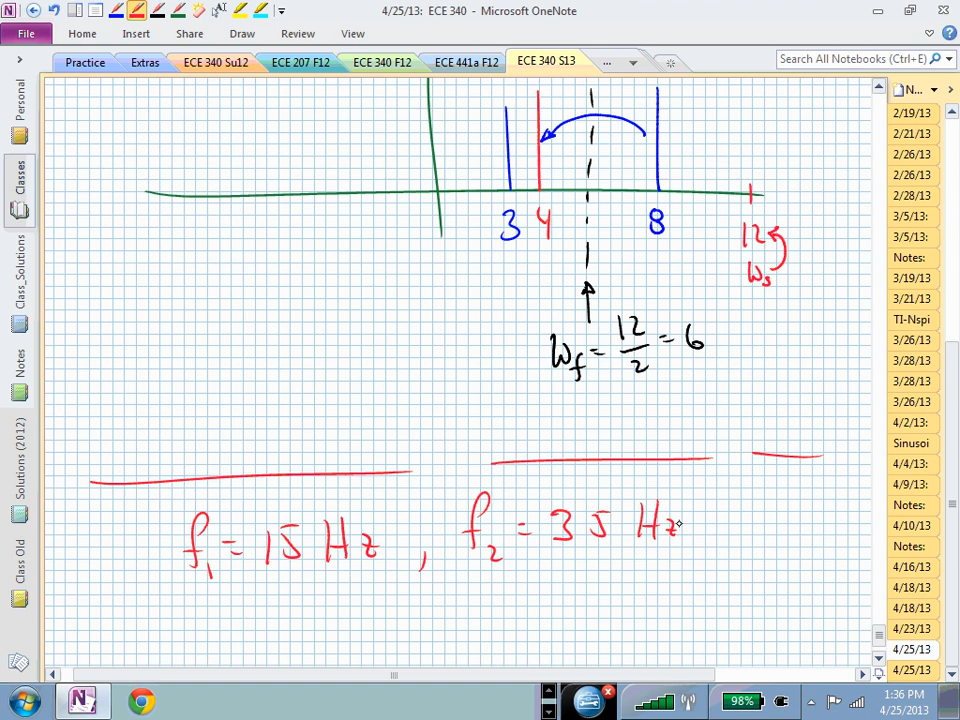 4/25/13: ECE 340 - Microsoft OneNote
File Home Insert Share Draw Review View
Practice Extras ECE 340 Su12 ECE 207 F12 ECE 340 F12 ECE 441a F12 ECE 340 S13 ... Search All Notebooks (Ctrl+E)
Personal
Classes
Class_Solutions
Notes
Solutions (2012)
Class Old
N...
2/19/13
2/21/13
2/26/13
2/26/13
2/28/13
3/5/13:
3/5/13:
Notes:
3/19/13
3/21/13
TI-Nspi
3/26/13
3/28/13
3/28/13
3/26/13
4/2/13:
Sinusoi
4/4/13:
4/9/13:
Notes:
4/10/13
Notes:
4/16/13
4/18/13
4/18/13
4/23/13
4/25/13
4/25/13
3 4 8 12
Ws
Wf = 12/2 = 6
f1 = 15 Hz , f2 = 35 Hz
98%
1:36 PM
4/25/2013